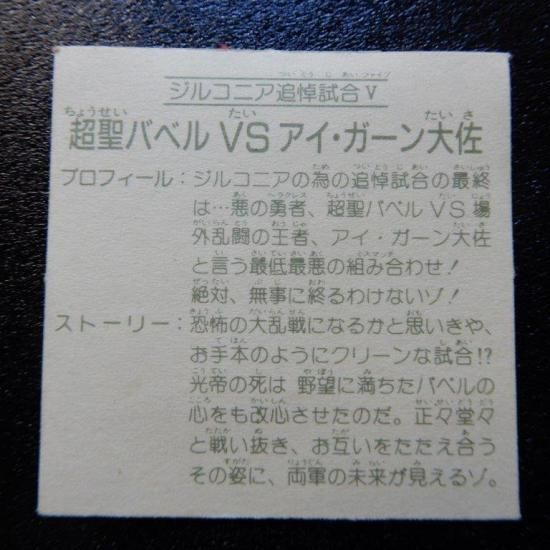 ジルコニア追悼試合V
超聖バベルVSアイ・ガーン大佐
プロフィール:ジルコニアの為の追悼試合の最終
は…悪の勇者、超聖バベルVS場
外乱闘の王者、アイ・ガーン大佐
と言う最低最悪の組み合わせ!
絶対、無事に終るわけないゾ!
ストーリー:恐怖の大乱戦になるかと思いきや、
お手本のようにクリーンな試合!?
光帝の死は 野望に満ちたバベルの
心をも改心させたのだ。正々堂々
と戦い抜き、お互いをたたえ合う
その姿に、両軍の未来が見えるゾ。